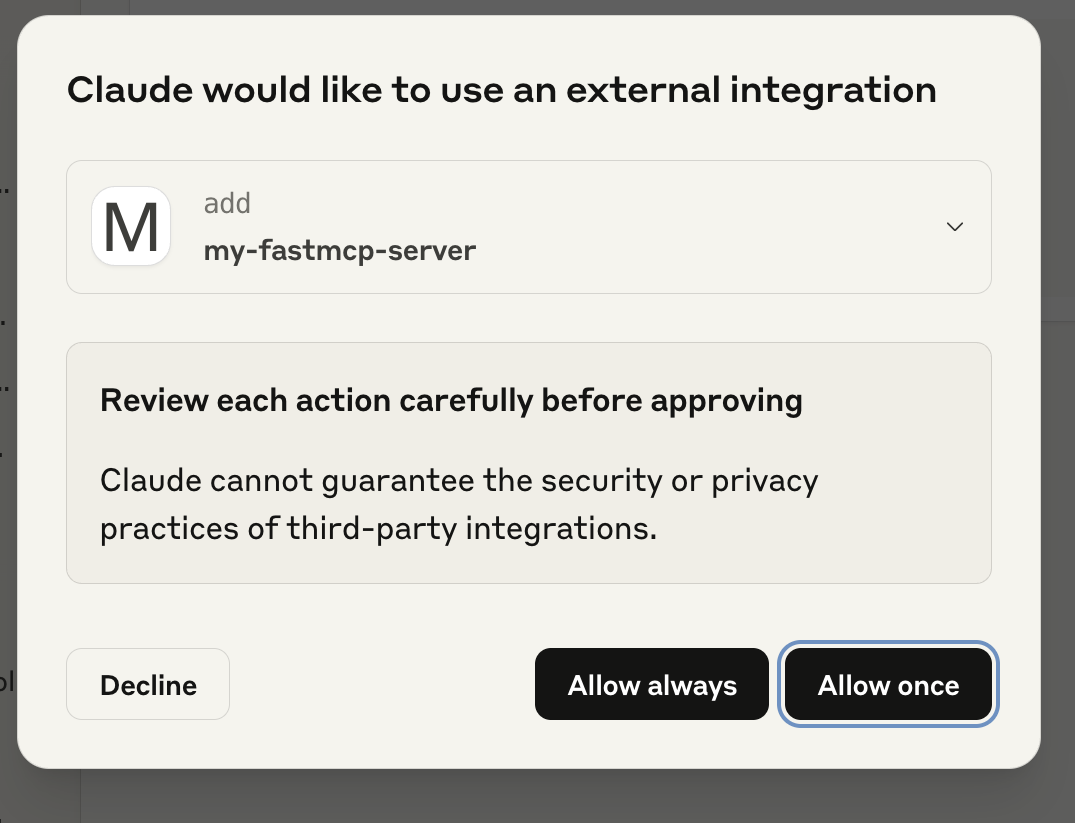 Claude would like to use an external integration
M
add
my-fastmcp-server
Review each action carefully before approving
Claude cannot guarantee the security or privacy
practices of third-party integrations.
Decline
Allow always
Allow once